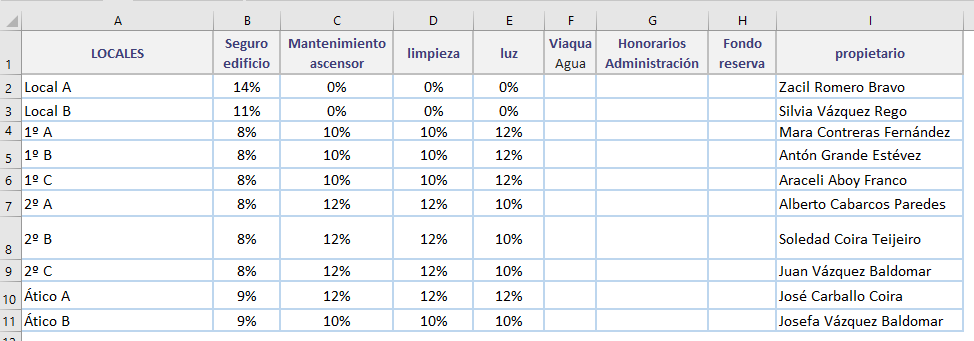 A B C D E F G H I
1 LOCALES Seguro edificio Mantenimiento ascensor limpieza luz Viaqua Agua Honorarios Administración Fondo reserva propietario
2 Local A 14% 0% 0% 0% Zacil Romero Bravo
3 Local B 11% 0% 0% 0% Silvia Vázquez Rego
4 1º A 8% 10% 10% 12% Mara Contreras Fernández
5 1º B 8% 10% 10% 12% Antón Grande Estévez
6 1º C 8% 10% 10% 12% Araceli Aboy Franco
7 2º A 8% 12% 12% 10% Alberto Cabarcos Paredes
8 2º B 8% 12% 12% 10% Soledad Coira Teijeiro
9 2º C 8% 12% 12% 10% Juan Vázquez Baldomar
10 Ático A 9% 12% 12% 12% José Carballo Coira
11 Ático B 9% 10% 10% 10% Josefa Vázquez Baldomar